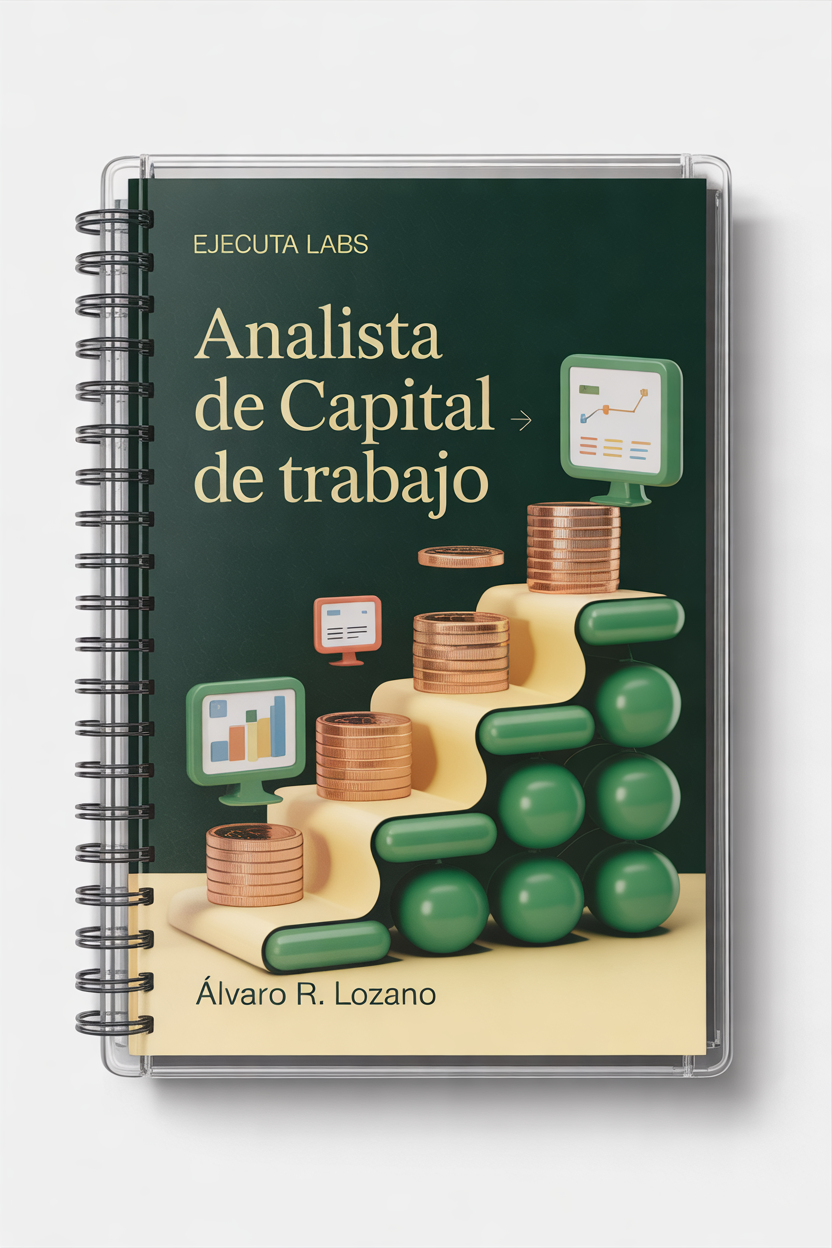 EJECUTA LABS
Analista
de Capital →
de trabajo
Álvaro R. Lozano